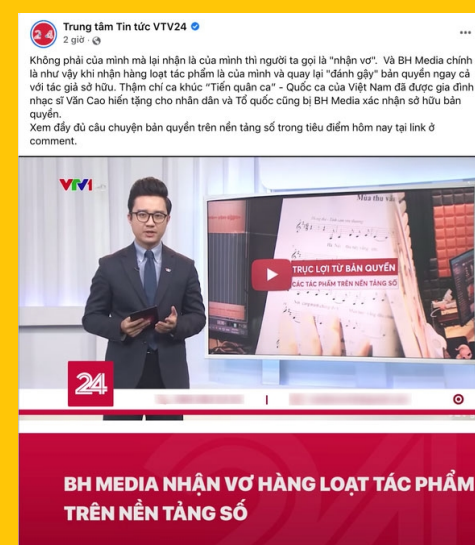 24
Trung tâm Tin tức VTV24
2 giờ
Không phải của mình mà lại nhận là của mình thì người ta gọi là "nhận vơ". Và BH Media chính
là như vậy khi nhận hàng loạt tác phẩm là của mình và quay lại "đánh gậy" bản quyền ngay cả
với tác giả sở hữu. Thậm chí ca khúc “Tiến quân ca” - Quốc ca của Việt Nam đã được gia đình
nhạc sĩ Văn Cao hiến tặng cho nhân dân và Tổ quốc cũng bị BH Media xác nhận sở hữu bản
quyền.
Xem đầy đủ câu chuyện bản quyền trên nền tảng số trong tiêu điểm hôm nay tại link ở
comment.
VTV1
Mùa thu
TRỤC LỢI TỪ BẢN QUYỀN
CÁC TÁC PHẨM TRÊN NỀN TẢNG SỐ
24
BH MEDIA NHẬN VƠ HÀNG LOẠT TÁC PHẨM
TRÊN NỀN TẢNG SỐ